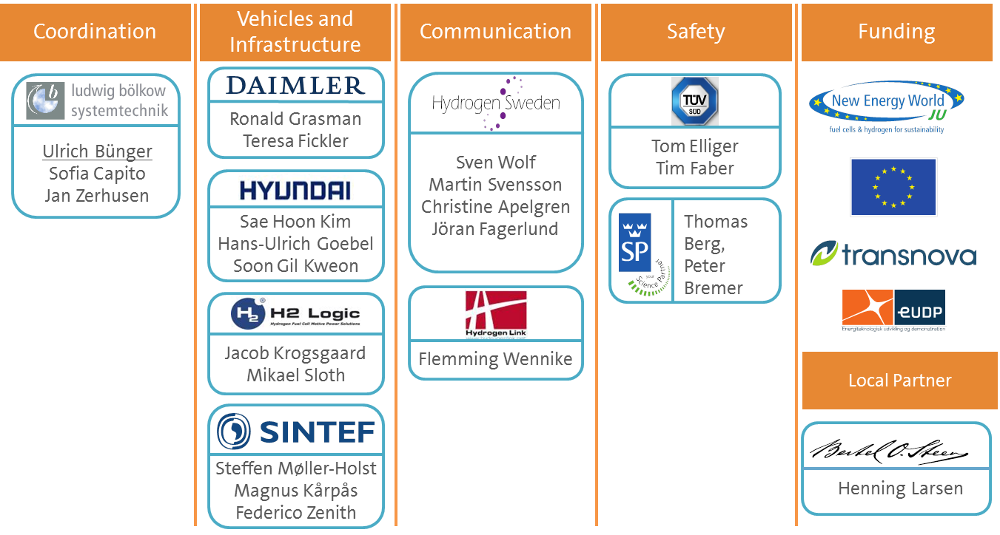 Coordination
ludwig bölkow
systemtechnik
Ulrich Bünger
Sofia Capito
Jan Zerhusen
Vehicles and
Infrastructure
DAIMLER
Ronald Grasman
Teresa Fickler
HYUNDAI
Sae Hoon Kim
Hans-Ulrich Goebel
Soon Gil Kweon
H2 ® H2 Logic
Hydrogen Fuel Cell Motive Power Solutions
Jacob Krogsgaard
Mikael Sloth
SINTEF
Steffen Møller-Holst
Magnus Kårpås
Federico Zenith
Communication
Hydrogen Sweden
Sven Wolf
Martin Svensson
Christine Apelgren
Jöran Fagerlund
Hydrogen Link
Flemming Wennike
Safety
TÜV
SÜD
Tom Elliger
Tim Faber
SP
your
Science Partner
Thomas
Berg,
Peter
Bremer
Funding
New Energy World
JU
fuel cells & hydrogen for sustainability
transnova
eUDP
Energiteknologisk udvikling og demonstration
Local Partner
Bertel O. Steen
Henning Larsen